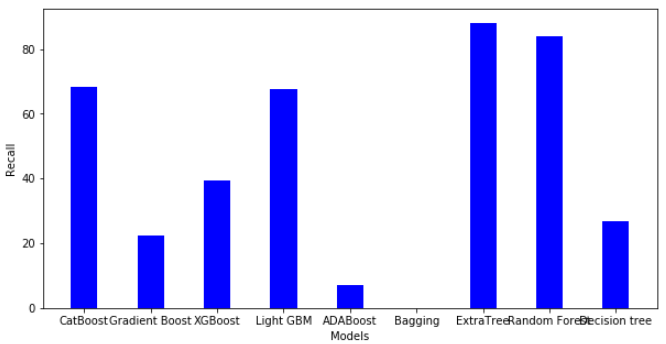 Recall
80
60
40
20
0
CatBoost Gradient Boost XGBoost Light GBM ADABoost Bagging ExtraTree Random Forest Decision tree
Models